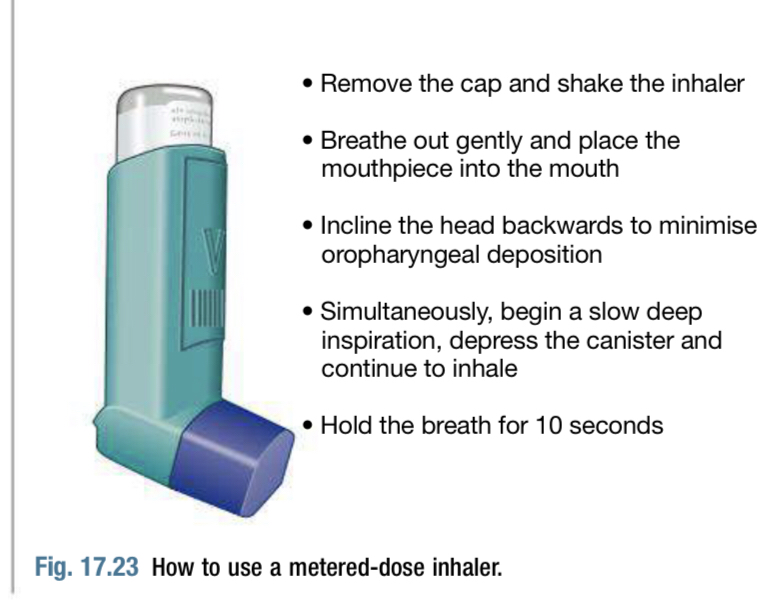 • Remove the cap and shake the inhaler
• Breathe out gently and place the
mouthpiece into the mouth
• Incline the head backwards to minimise
oropharyngeal deposition
• Simultaneously, begin a slow deep
inspiration, depress the canister and
continue to inhale
• Hold the breath for 10 seconds
V
Fig. 17.23 How to use a metered-dose inhaler.